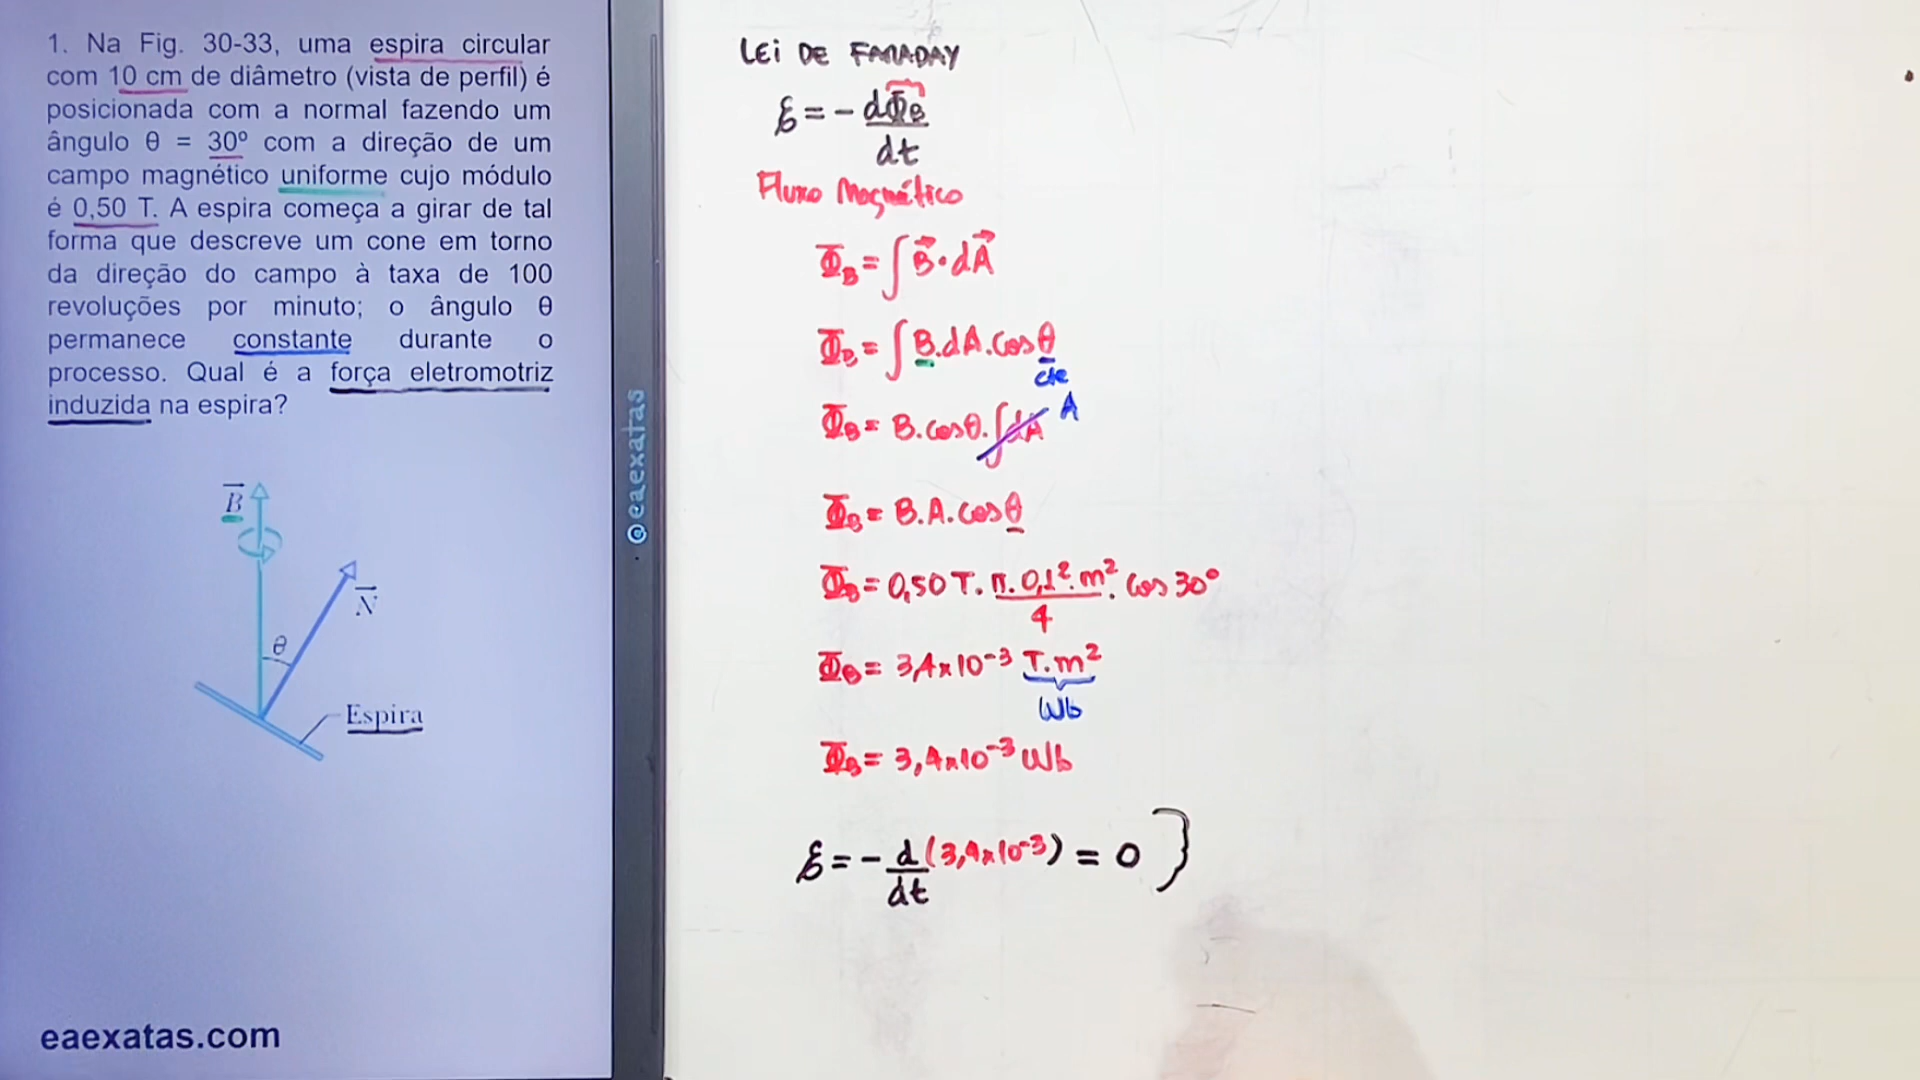 1. Na Fig. 30-33, uma espira circular
com 10 cm de diâmetro (vista de perfil) é
posicionada com a normal fazendo um
ângulo θ = 30º com a direção de um
campo magnético uniforme cujo módulo
é 0,50 T. A espira começa a girar de tal
forma que descreve um cone em torno
da direção do campo à taxa de 100
revoluções por minuto; o ângulo θ
permanece constante durante o
processo. Qual é a força eletromotriz
induzida na espira?
B
N
θ
Espira
eaexatas.com
@eaexatas
LEI DE FARADAY
ℰ = - dΦB/dt
Fluxo Magnético
ΦB = ∫ B⃗ · dA⃗
ΦB = ∫ B.dA.cosθ
cte
ΦB = B.cosθ.∫dA A
ΦB = B.A.cosθ
ΦB = 0,50 T. π.0,1².m²/4 . cos 30°
ΦB = 3,4x10⁻³ T.m²
Wb
ΦB = 3,4x10⁻³ Wb
ℰ = - d/dt (3,4x10⁻³) = 0 }